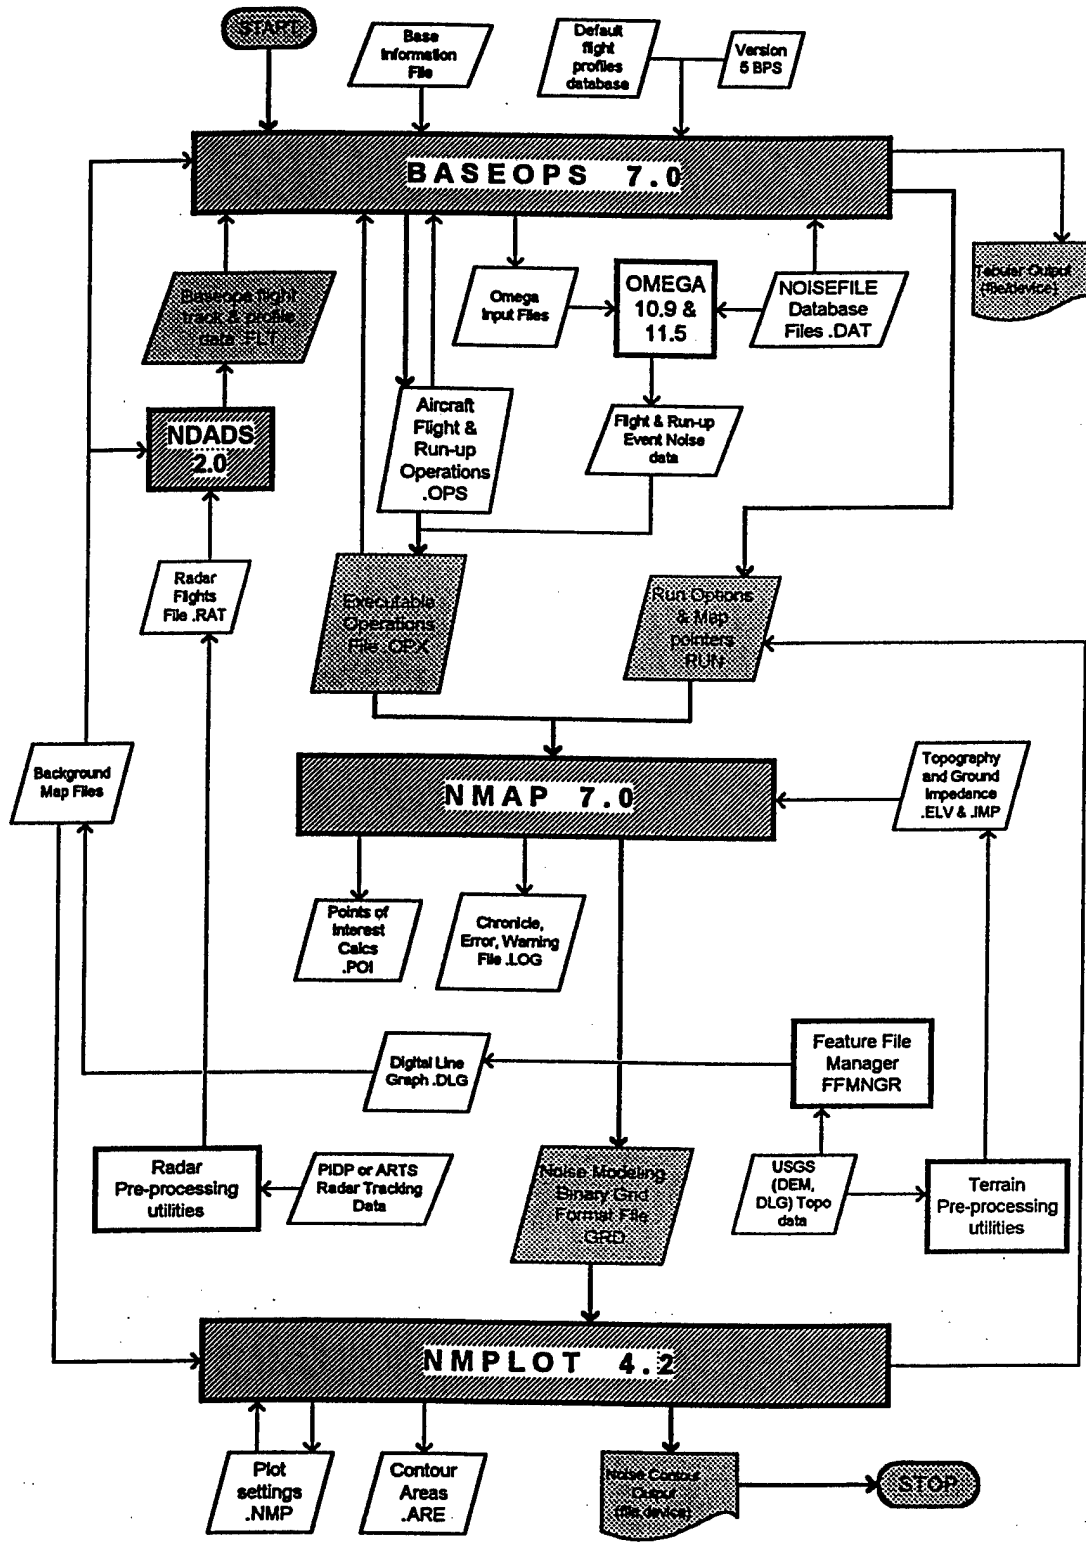 START
Base
Information
File
Default
flight
profiles
database
Version
5 BPS
BASEOPS 7.0
Baseops flight
track & profile
data .FLT
Omega
Input Files
OMEGA
10.9 &
11.5
NOISEFILE
Database
Files .DAT
Tabular Output
(file/device)
NDADS
2.0
Aircraft
Flight &
Run-up
Operations
.OPS
Flight & Run-up
Event Noise
data
Radar
Flights
File .RAT
Executable
Operations
File .OPX
Run Options
& Map
pointers
.RUN
Background
Map Files
NMAP 7.0
Topography
and Ground
Impedance
.ELV & .IMP
Points of
Interest
Calcs
.POI
Chronicle,
Error, Warning
File .LOG
Digital Line
Graph .DLG
Feature File
Manager
FFMNGR
Radar
Pre-processing
utilities
PIDP or ARTS
Radar Tracking
Data
Noise Modeling
Binary Grid
Format File
.GRD
USGS
(DEM,
DLG) Topo
data
Terrain
Pre-processing
utilities
NMPLOT 4.2
Plot
settings
.NMP
Contour
Areas
.ARE
Noise Contour
Output
(file/device)
STOP